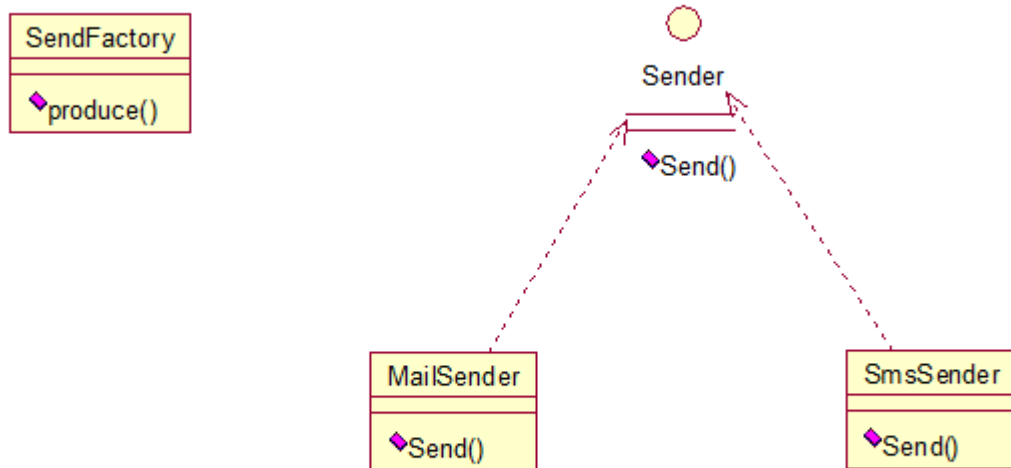 SendFactory
produce()
Sender
Send()
MailSender
Send()
SmsSender
Send()